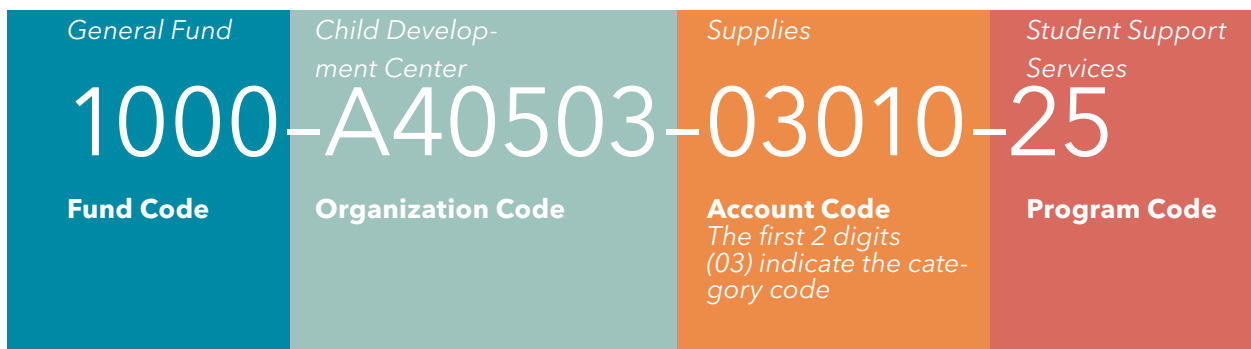 General Fund
Child Develop-
ment Center
Supplies
Student Support
Services
1000-A40503-03010-25
Fund Code
Organization Code
Account Code
The first 2 digits
(03) indicate the cate-
gory code
Program Code